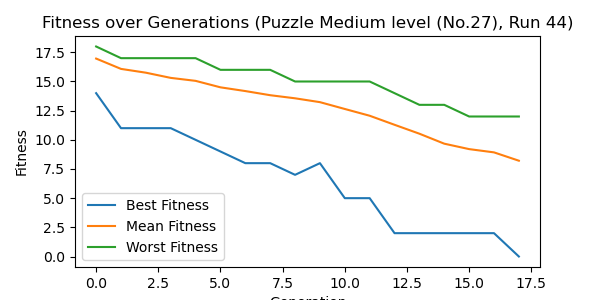 Fitness over Generations (Puzzle Medium level (No.27), Run 44)
17.5
15.0
12.5
10.0
7.5
5.0
2.5
0.0
Fitness
Best Fitness
Mean Fitness
Worst Fitness
0.0 2.5 5.0 7.5 10.0 12.5 15.0 17.5
Generation